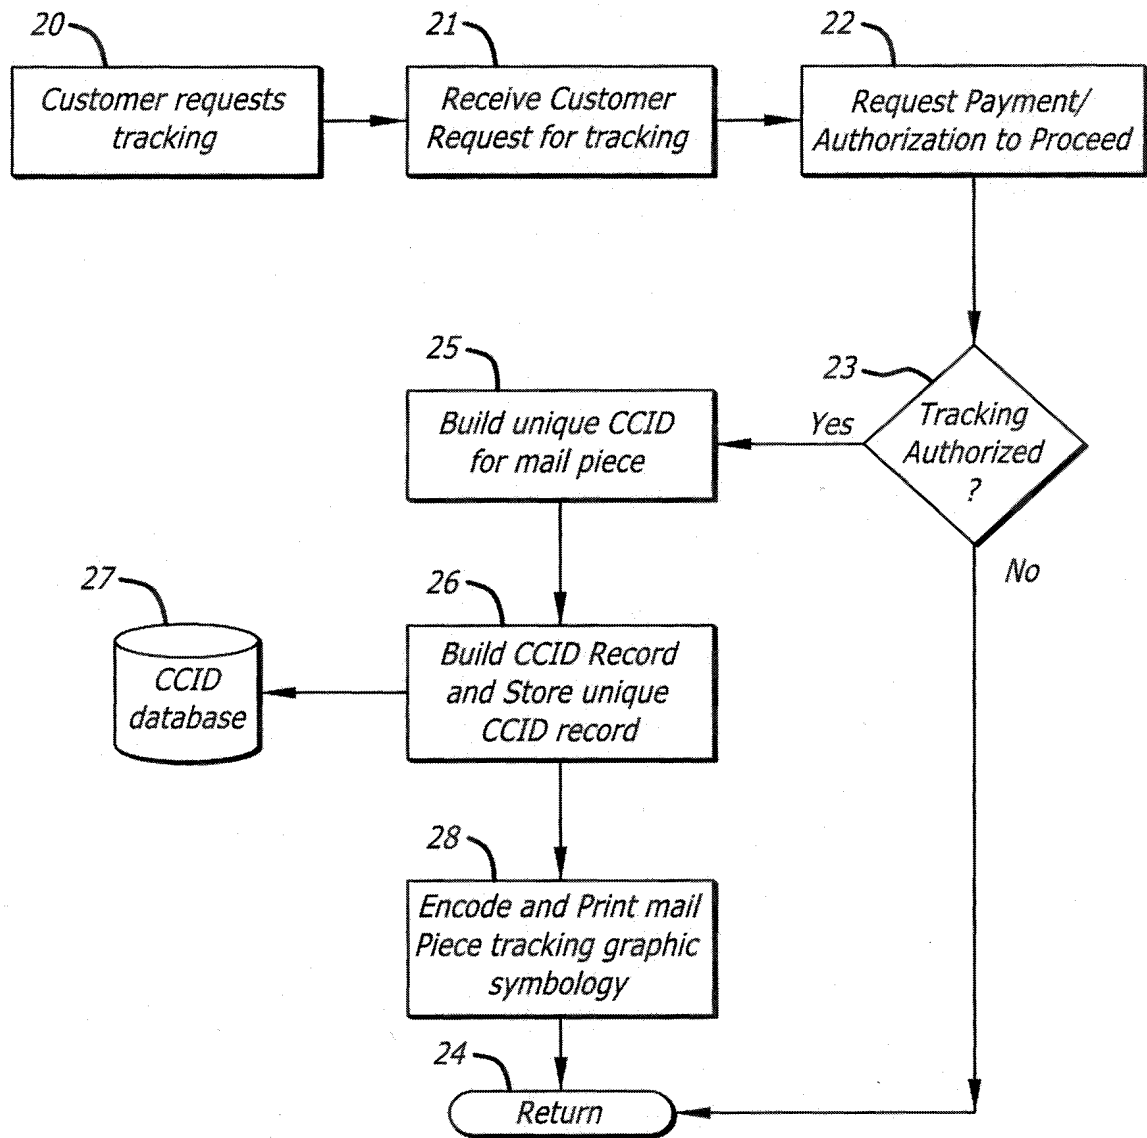 20
Customer requests
tracking
21
Receive Customer
Request for tracking
22
Request Payment/
Authorization to Proceed
23
Tracking
Authorized
?
Yes
No
25
Build unique CCID
for mail piece
26
Build CCID Record
and Store unique
CCID record
27
CCID
database
28
Encode and Print mail
Piece tracking graphic
symbology
24
Return